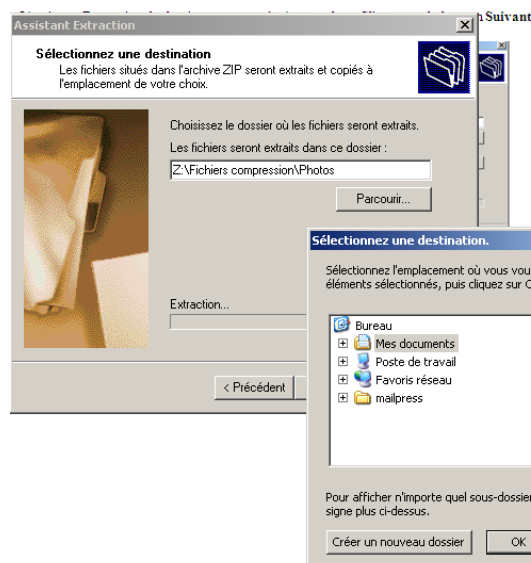 Suivant
Assistant Extraction
Sélectionnez une destination
Les fichiers situés dans l'archive ZIP seront extraits et copiés à
l'emplacement de votre choix.
Choisissez le dossier où les fichiers seront extraits.
Les fichiers seront extraits dans ce dossier :
Z:\Fichiers compression\Photos
Parcourir...
Extraction...
< Précédent
Sélectionnez une destination.
Sélectionnez l'emplacement où vous vou
éléments sélectionnés, puis cliquez sur O
Bureau
Mes documents
Poste de travail
Favoris réseau
mailpress
Pour afficher n'importe quel sous-dossier
signe plus ci-dessus.
Créer un nouveau dossier
OK